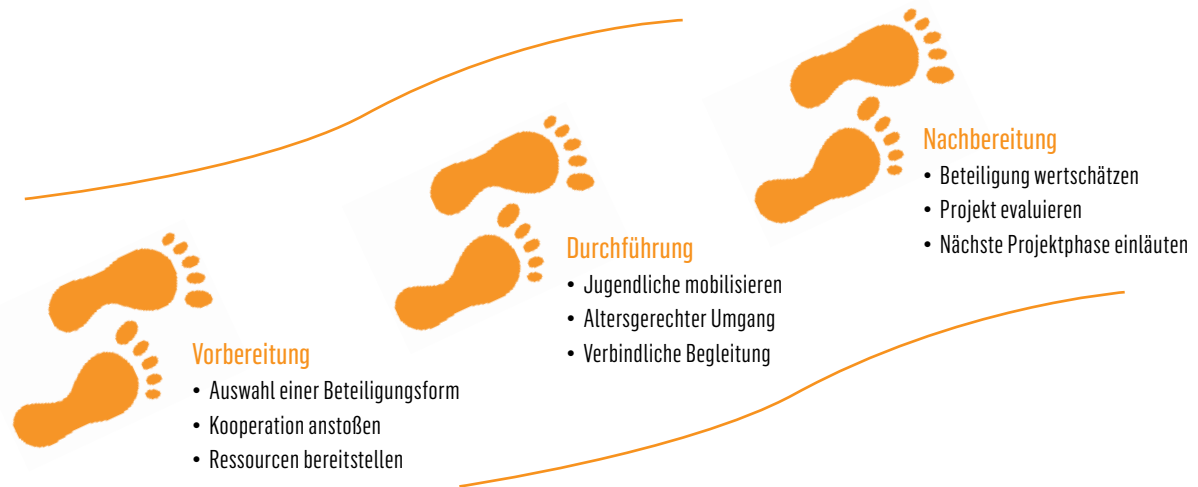 Vorbereitung
• Auswahl einer Beteiligungsform
• Kooperation anstoßen
• Ressourcen bereitstellen
Durchführung
• Jugendliche mobilisieren
• Altersgerechter Umgang
• Verbindliche Begleitung
Nachbereitung
• Beteiligung wertschätzen
• Projekt evaluieren
• Nächste Projektphase einläuten